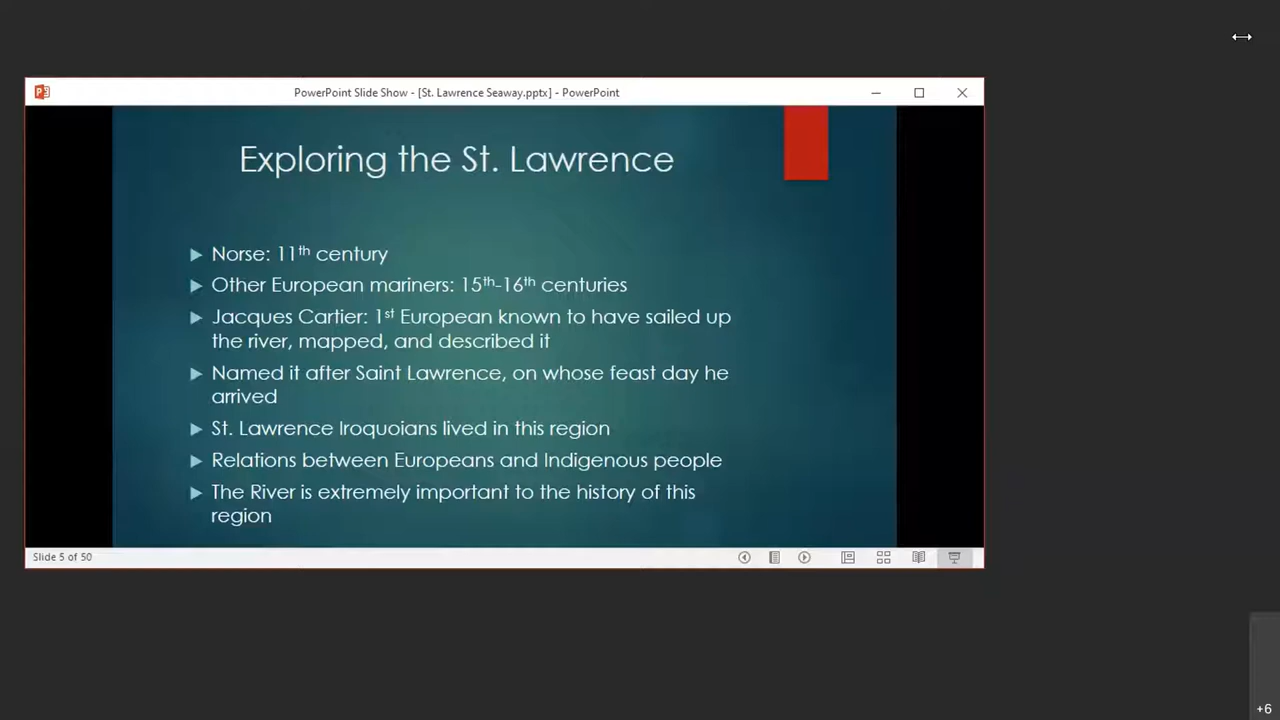 PowerPoint Slide Show - [St. Lawrence Seaway.pptx] - PowerPoint
Exploring the St. Lawrence
Norse: 11th century
Other European mariners: 15th-16th centuries
Jacques Cartier: 1st European known to have sailed up
the river, mapped, and described it
Named it after Saint Lawrence, on whose feast day he
arrived
St. Lawrence Iroquoians lived in this region
Relations between Europeans and Indigenous people
The River is extremely important to the history of this
region
Slide 5 of 50
+6